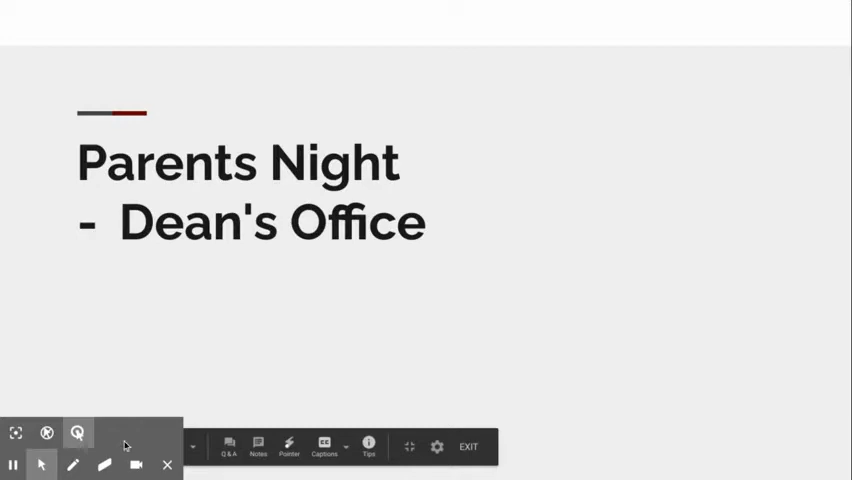 Parents Night
- Dean's Office
Q & A
Notes
Pointer
Captions
Tips
EXIT